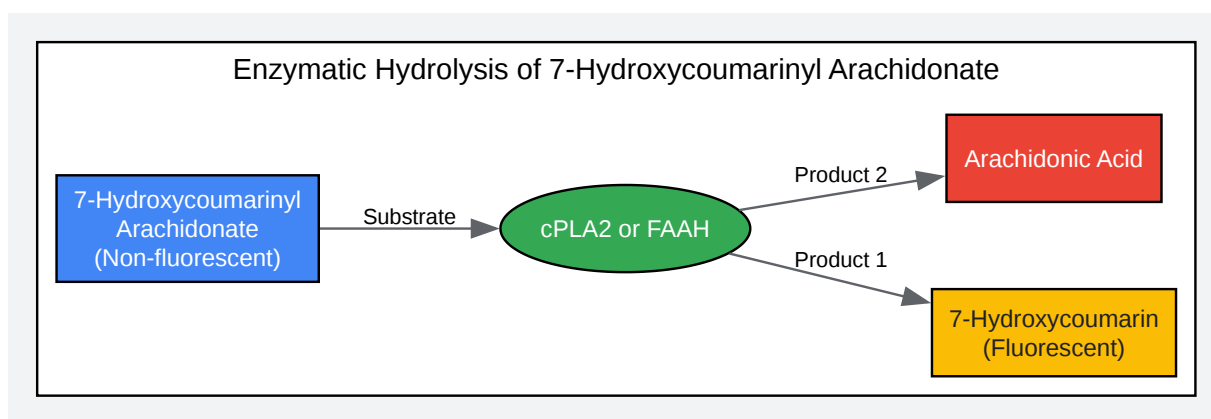 Enzymatic Hydrolysis of 7-Hydroxycoumarinyl Arachidonate
7-Hydroxycoumarinyl
Arachidonate
(Non-fluorescent)
Substrate
cPLA2 or FAAH
Product 2
Arachidonic Acid
Product 1
7-Hydroxycoumarin
(Fluorescent)